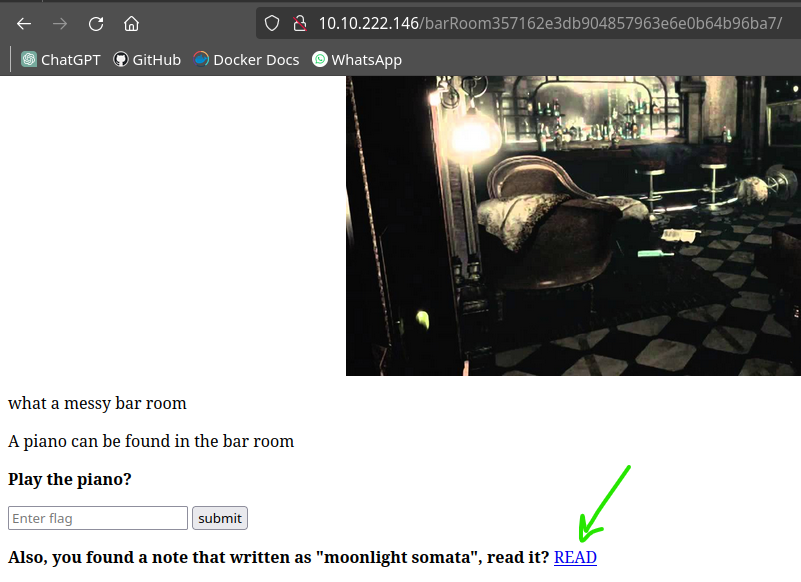 10.10.222.146/barRoom357162e3db904857963e6e0b64b96ba7/
ChatGPT GitHub Docker Docs WhatsApp
what a messy bar room
A piano can be found in the bar room
Play the piano?
Enter flag submit
Also, you found a note that written as "moonlight somata", read it? READ